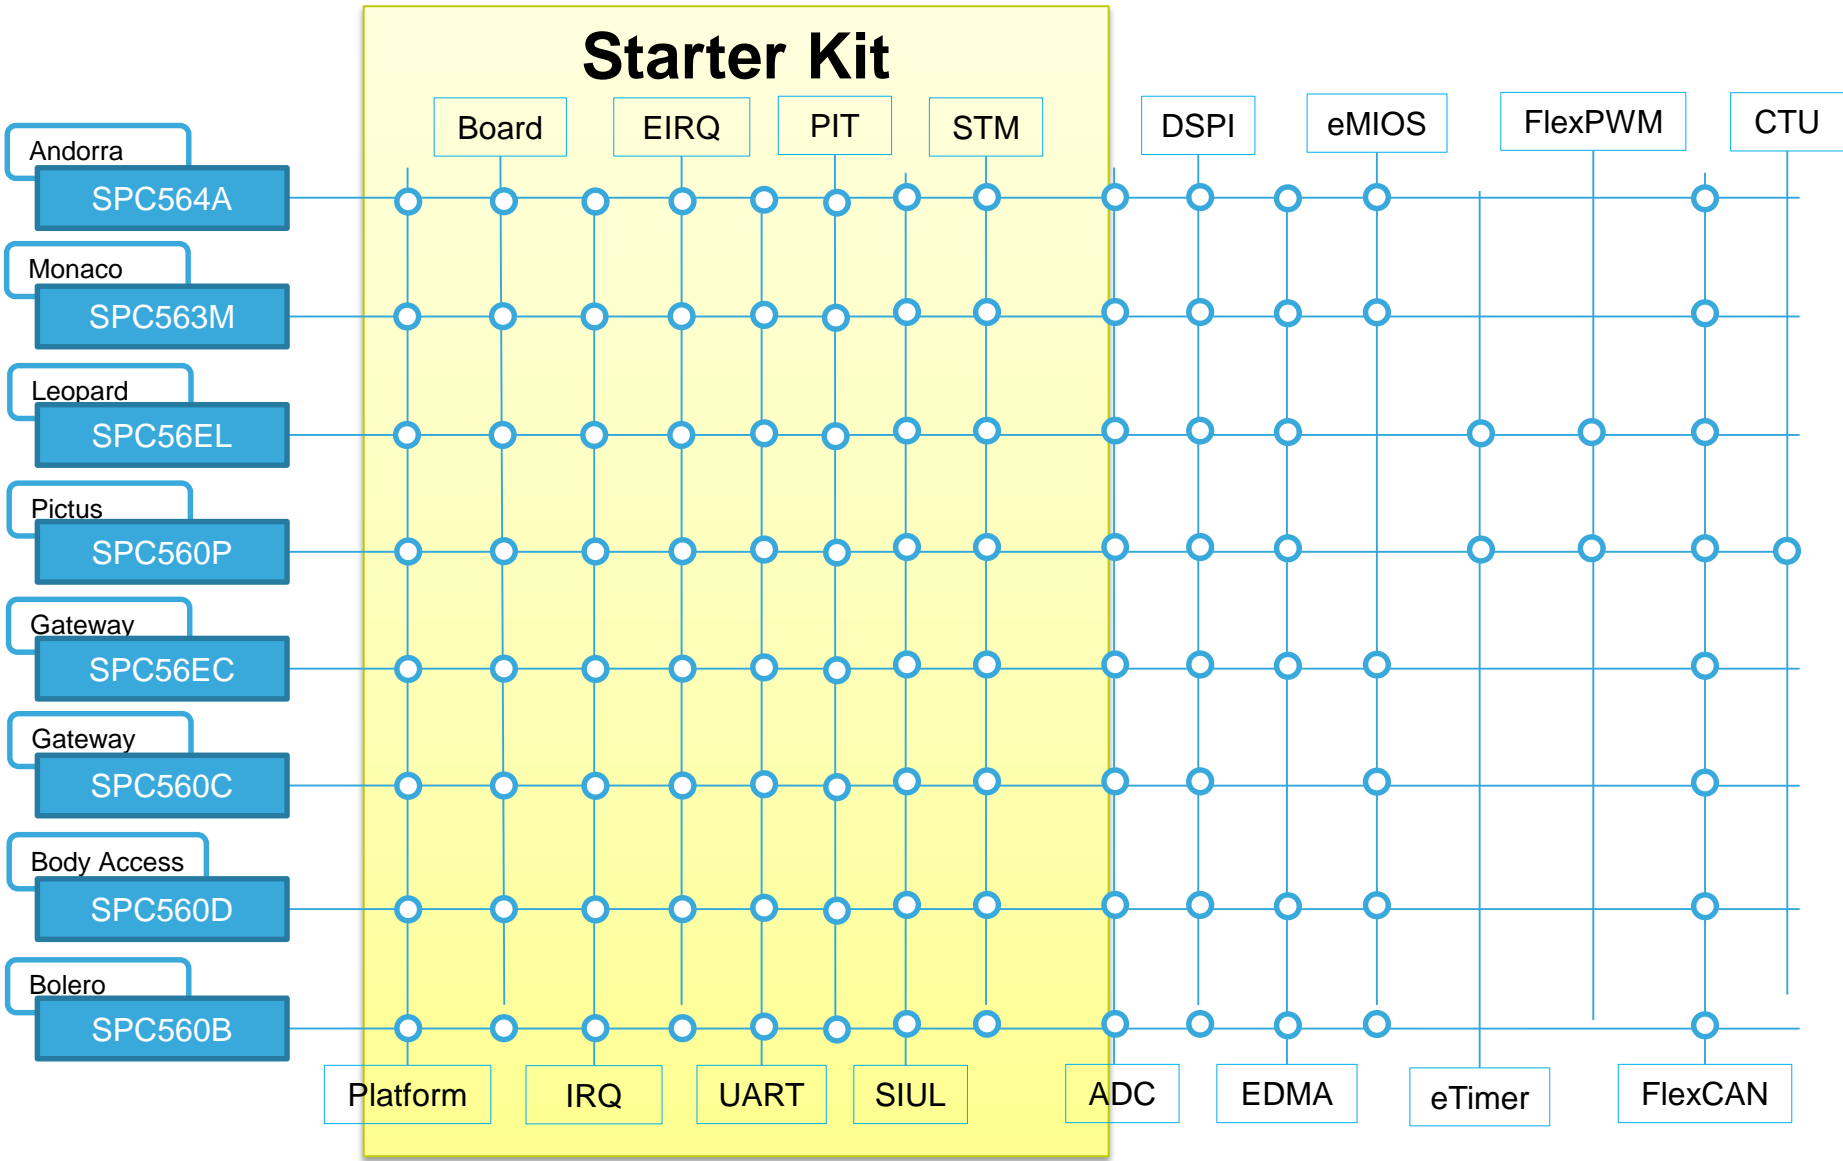 Starter Kit
Board
EIRQ
PIT
STM
DSPI
eMIOS
FlexPWM
CTU
Andorra
SPC564A
Monaco
SPC563M
Leopard
SPC56EL
Pictus
SPC560P
Gateway
SPC56EC
Gateway
SPC560C
Body Access
SPC560D
Bolero
SPC560B
Platform
IRQ
UART
SIUL
ADC
EDMA
eTimer
FlexCAN